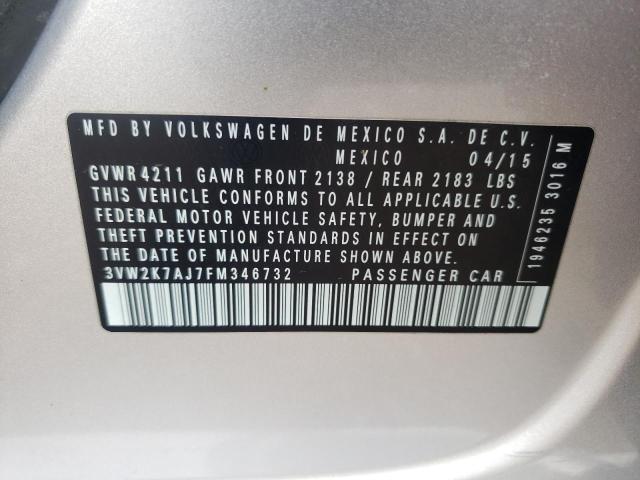 MFD BY VOLKSWAGEN DE MEXICO S.A. DE C.V.
MEXICO 04/15
GVWR 4211 GAWR FRONT 2138 / REAR 2183 LBS
THIS VEHICLE CONFORMS TO ALL APPLICABLE U.S.
FEDERAL MOTOR VEHICLE SAFETY, BUMPER AND
THEFT PREVENTION STANDARDS IN EFFECT ON
THE DATE OF MANUFACTURE SHOWN ABOVE.
3VW2K7AJ7FM346732 PASSENGER CAR
1946235 3016 M